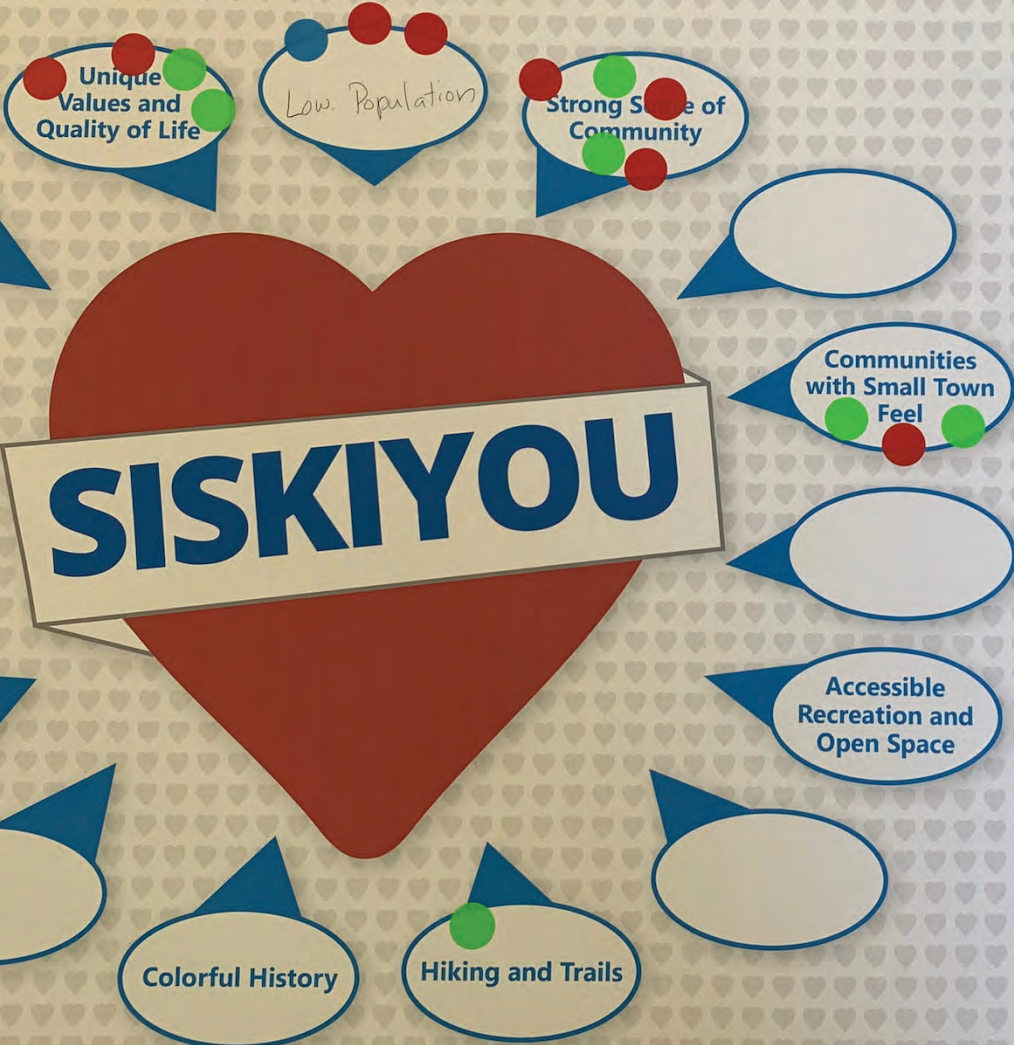 Unique
Values and
Quality of Life
Low. Population
Strong Sense of
Community
Communities
with Small Town
Feel
SISKIYOU
Accessible
Recreation and
Open Space
Colorful History
Hiking and Trails